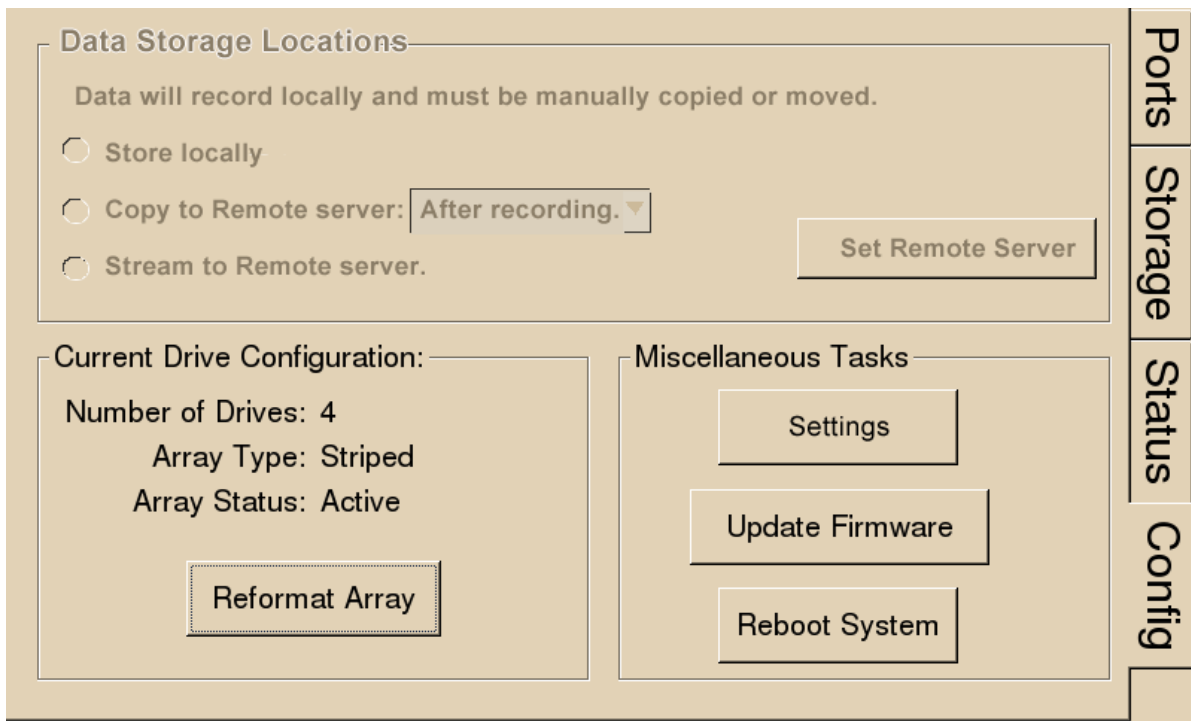 Data Storage Locations
Data will record locally and must be manually copied or moved.
Store locally
Copy to Remote server: After recording.
Stream to Remote server.
Set Remote Server
Current Drive Configuration:
Number of Drives: 4
Array Type: Striped
Array Status: Active
Reformat Array
Miscellaneous Tasks
Settings
Update Firmware
Reboot System
Ports
Storage
Status
Config